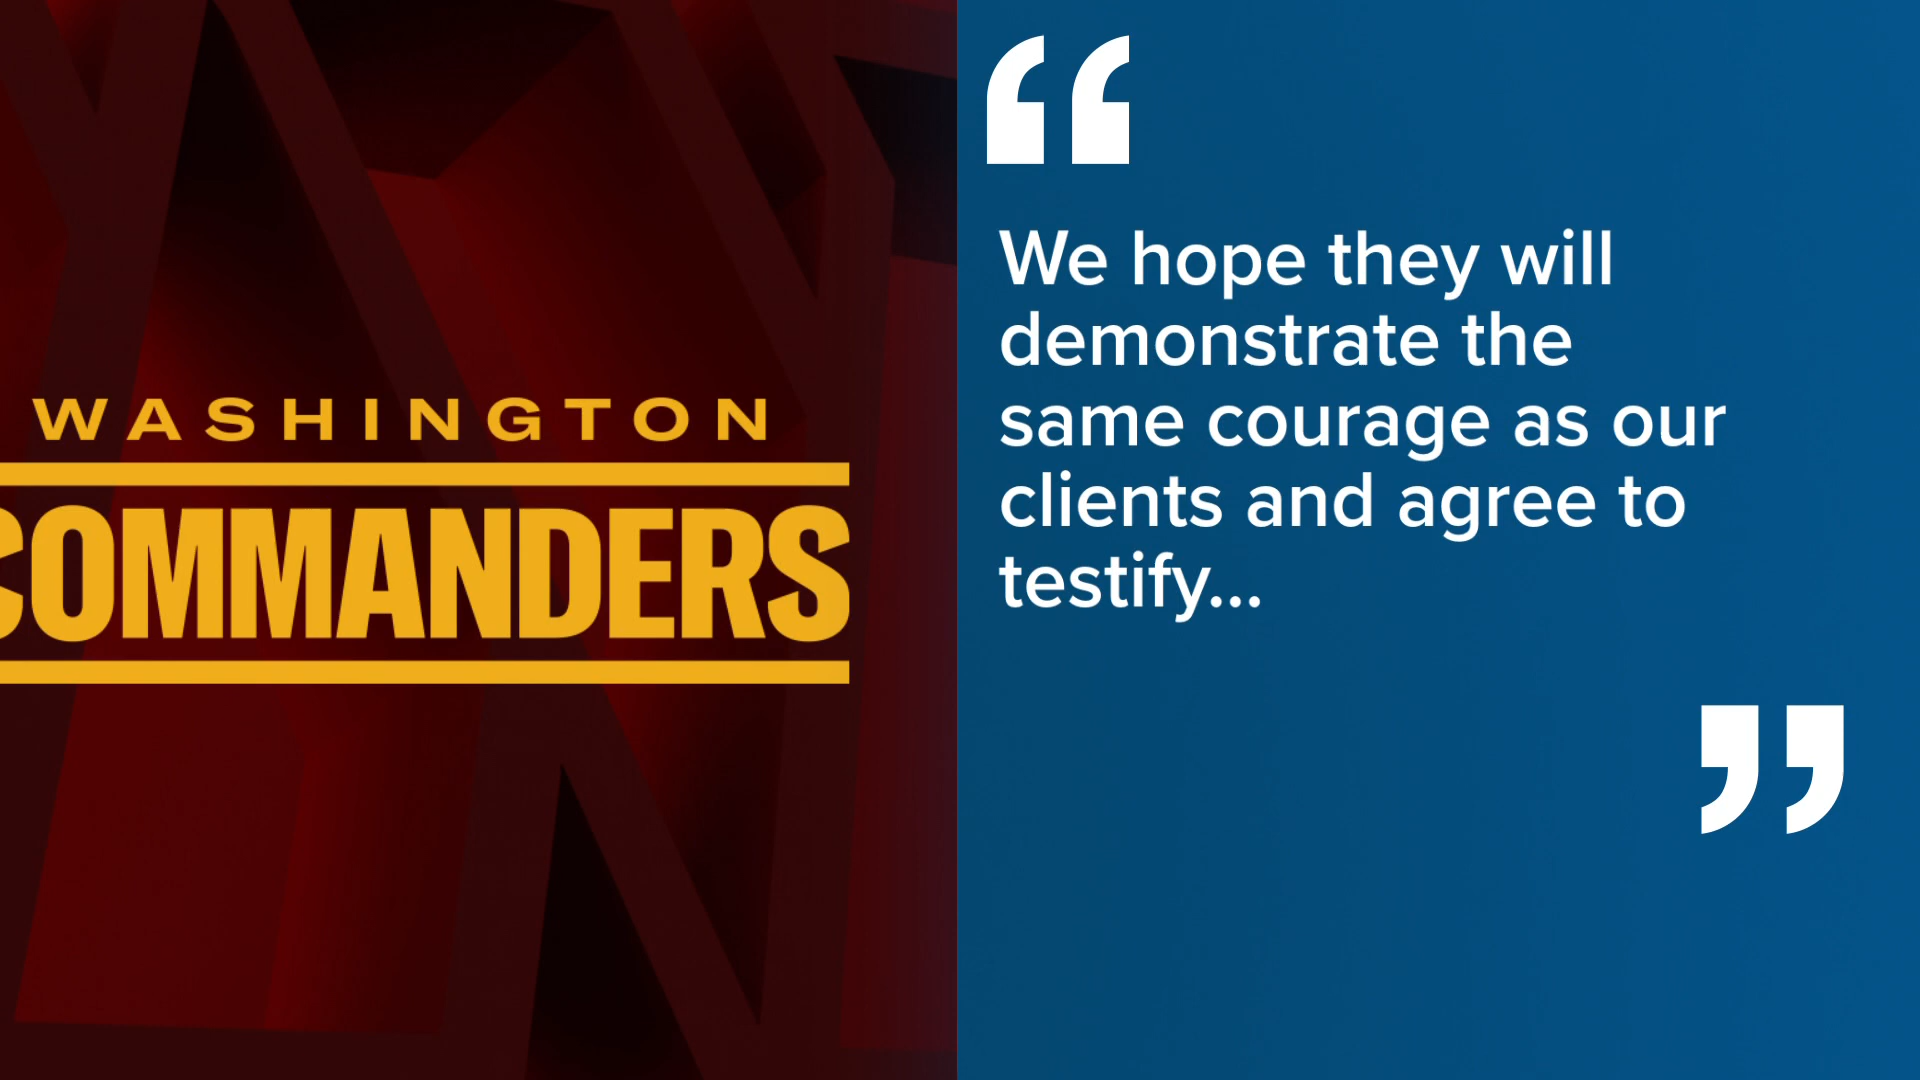 WASHINGTON
COMMANDERS
“
We hope they will
demonstrate the
same courage as our
clients and agree to
testify...
”